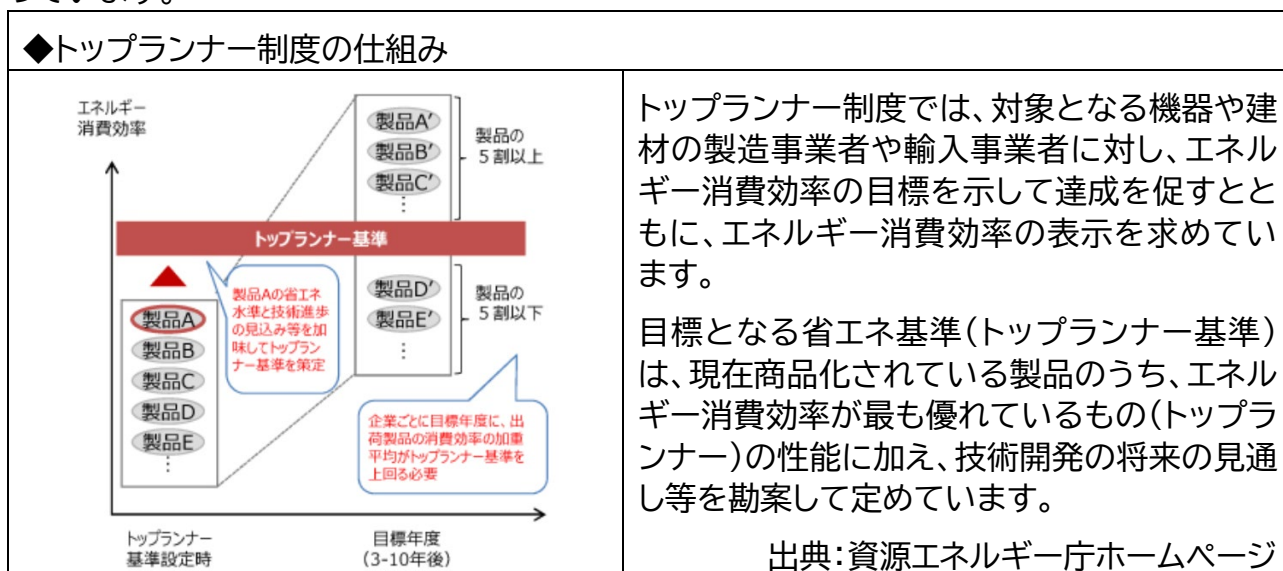 っています。
◆トップランナー制度の仕組み
エネルギー
消費効率
製品A′
製品B′
製品C′
⋮
製品の
５割以上
トップランナー基準
製品A
製品B
製品C
製品D
製品E
⋮
製品Aの省エネ
水準と技術進歩
の見込み等を加
味してトップラン
ナー基準を策定
製品D′
製品E′
⋮
製品の
５割以下
企業ごとに目標年度に、出
荷製品の消費効率の加重
平均がトップランナー基準を
上回る必要
トップランナー
基準設定時
目標年度
(3-10年後)
トップランナー制度では、対象となる機器や建
材の製造事業者や輸入事業者に対し、エネル
ギー消費効率の目標を示して達成を促すとと
もに、エネルギー消費効率の表示を求めてい
ます。
目標となる省エネ基準(トップランナー基準)
は、現在商品化されている製品のうち、エネル
ギー消費効率が最も優れているもの(トップラ
ンナー)の性能に加え、技術開発の将来の見通
し等を勘案して定めています。
出典:資源エネルギー庁ホームページ